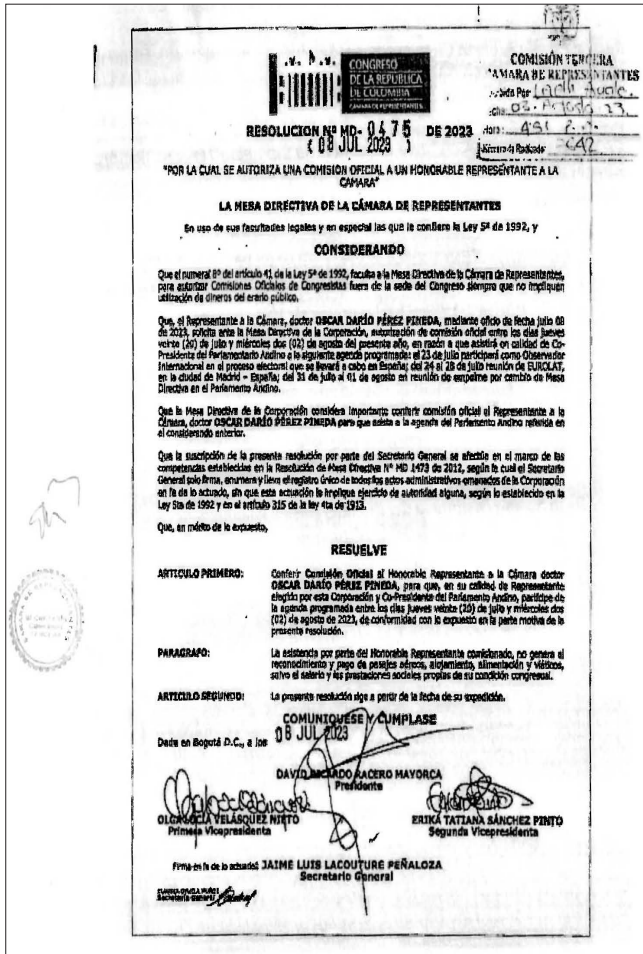 CONGRESO
DE LA REPÚBLICA
DE COLOMBIA
CÁMARA DE REPRESENTANTES
COMISIÓN TERCERA
CAMARA DE REPRESENTANTES
Por:
Hora:
Número de Radicado
RESOLUCION Nº MD- 0475 DE 2023
( 08 JUL 2023 )
"POR LA CUAL SE AUTORIZA UNA COMISION OFICIAL A UN HONORABLE REPRESENTANTE A LA
CAMARA"
LA MESA DIRECTIVA DE LA CÁMARA DE REPRESENTANTES
En uso de sus facultades legales y en especial las que le confiere la Ley 5ª de 1992, y
CONSIDERANDO
Que el numeral 8º del artículo 41 de la Ley 5ª de 1992, faculta a la Mesa Directiva de la Cámara de Representantes,
para autorizar Comisiones Oficiales de Congresistas fuera de la sede del Congreso siempre que no impliquen
utilización de dineros del erario público.
Que, el Representante a la Cámara, doctor OSCAR DARÍO PÉREZ PINEDA, mediante oficio de fecha julio 08
de 2023, solicita ante la Mesa Directiva de la Corporación, autorización de comisión oficial entre los días jueves
veinte (20) de julio y miércoles dos (02) de agosto del presente año, en razón a que asistirá en calidad de Co-
Presidente del Parlamentario Andino a la siguiente agenda programada: el 23 de julio participará como Observador
Internacional en el proceso electoral que se llevará a cabo en España; del 24 al 28 de julio reunión de EUROLAT,
en la ciudad de Madrid – España; del 31 de julio al 01 de agosto en reunión de empalme por cambio de Mesa
Directiva en el Parlamento Andino.
Que la Mesa Directiva de la Corporación considera importante conferir comisión oficial al Representante a la
Cámara, doctor OSCAR DARÍO PÉREZ PINEDA para que asista a la agenda del Parlamento Andino referida en
el considerando anterior.
Que la suscripción de la presente resolución por parte del Secretario General se efectúa en el marco de las
competencias establecidas en la Resolución de Mesa Directiva Nº MD 1473 de 2012, según la cual el Secretario
General solo firma, enumera y lleva el registro único de todos los actos administrativos emanados de la Corporación
en fe de lo actuado, sin que esta actuación le implique ejercicio de autoridad alguna, según lo establecido en la
Ley 5ta de 1992 y en el artículo 315 de la ley 4ta de 1913.
Que, en mérito de lo expuesto,
RESUELVE
ARTICULO PRIMERO: Conferir Comisión Oficial al Honorable Representante a la Cámara doctor
OSCAR DARÍO PÉREZ PINEDA, para que, en su calidad de Representante
elegido por esta Corporación y Co-Presidente del Parlamento Andino, participe de
la agenda programada entre los días jueves veinte (20) de julio y miércoles dos
(02) de agosto de 2023, de conformidad con lo expuesto en la parte motiva de la
presente resolución.
PARAGRAFO: La asistencia por parte del Honorable Representante comisionado, no genera el
reconocimiento y pago de pasajes aéreos, alojamiento, alimentación y viáticos,
salvo el salario y las prestaciones sociales propias de su condición congresual.
ARTICULO SEGUNDO: La presente resolución rige a partir de la fecha de su expedición.
COMUNIQUESE Y CUMPLASE
Dada en Bogotá D.C., a los 08 JUL 2023
DAVID RICARDO RACERO MAYORCA
Presidente
OLGA LUCIA VELÁSQUEZ NIETO
Primera Vicepresidenta
ERIKA TATIANA SÁNCHEZ PINTO
Segunda Vicepresidenta
Firma en fe de lo actuado: JAIME LUIS LACOUTURE PEÑALOZA
Secretario General
Secretaria General